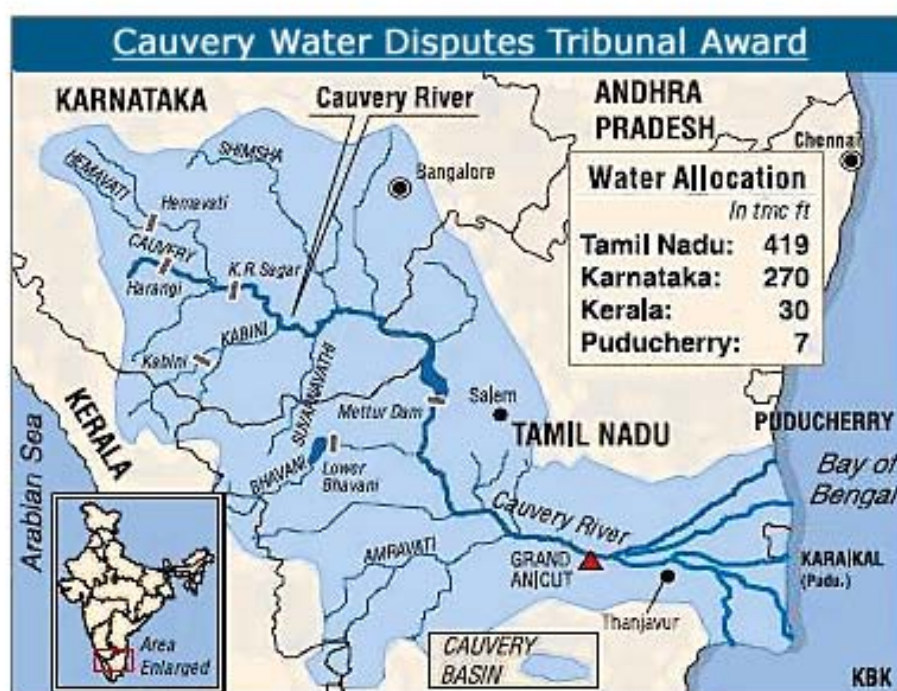 Cauvery Water Disputes Tribunal Award
KARNATAKA
Cauvery River
ANDHRA
PRADESH
Chennai
SHIMSHA
HEMAVATI
Hemavati
Bangalore
Water Allocation
In tmc ft
Tamil Nadu: 419
Karnataka: 270
Kerala: 30
Puducherry: 7
CAUVERY
Harangi
K.R. Sagar
KABINI
Kabini
SUVARNAVATHI
Mettur Dam
Salem
KERALA
TAMIL NADU
PUDUCHERRY
Arabian Sea
BHAVANI
Lower
Bhavani
Bay of
Bengal
Cauvery River
AMRAVATI
GRAND
ANICUT
KARAIKAL
(Padu.)
Thanjavur
Area
Enlarged
CAUVERY
BASIN
KBK